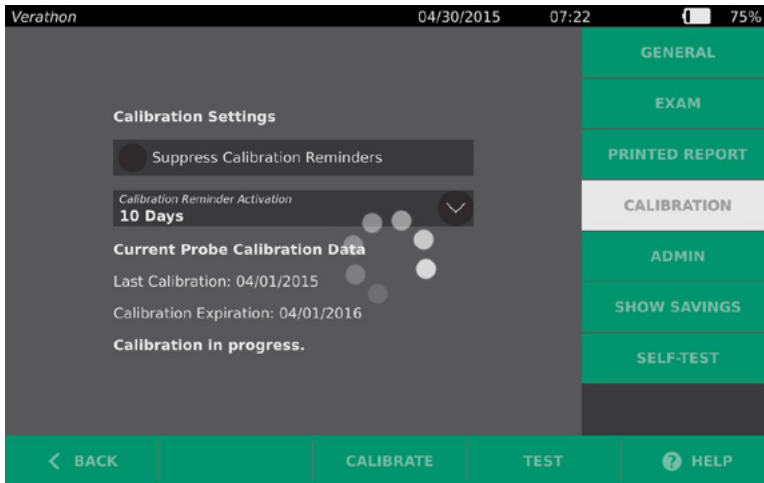 Verathon 04/30/2015 07:22 75%
GENERAL
EXAM
PRINTED REPORT
CALIBRATION
ADMIN
SHOW SAVINGS
SELF-TEST
Calibration Settings
Suppress Calibration Reminders
Calibration Reminder Activation
10 Days
Current Probe Calibration Data
Last Calibration: 04/01/2015
Calibration Expiration: 04/01/2016
Calibration in progress.
BACK CALIBRATE TEST ? HELP